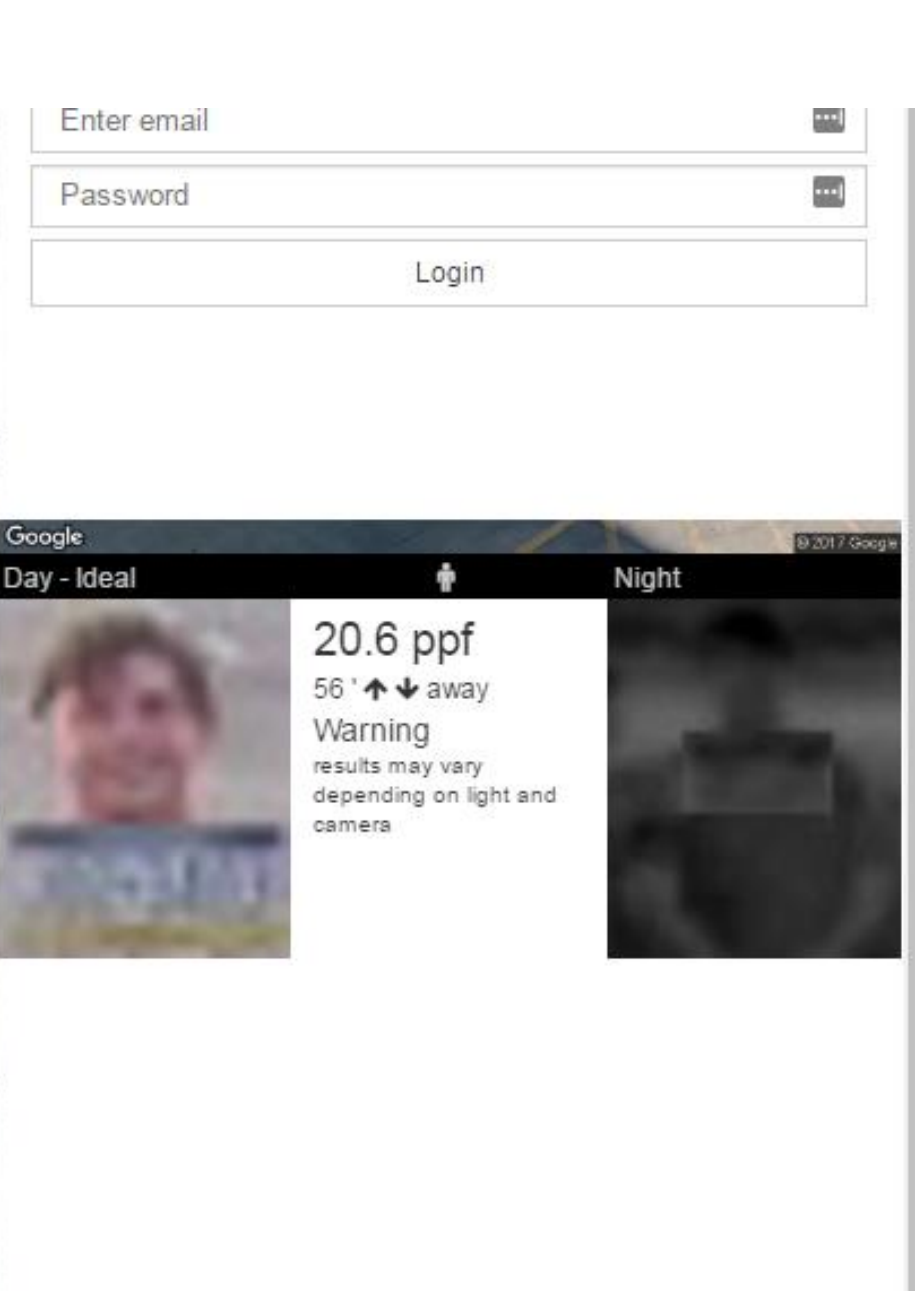 Enter email
Password
Login
Google
© 2017 Google
Day - Ideal
Night
20.6 ppf
56 ' away
Warning
results may vary
depending on light and
camera